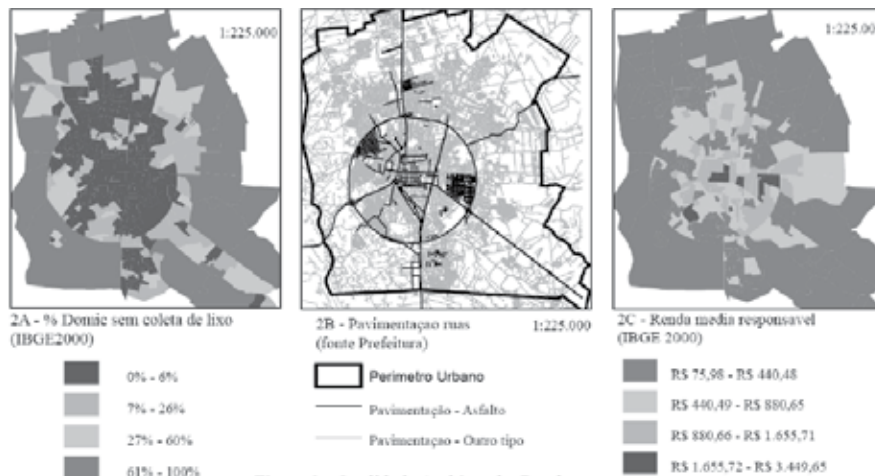 1:225.000
1:225.00
2A - % Domic sem coleta de lixo
(IBGE2000)
0% - 6%
7% - 26%
27% - 60%
61% - 100%
2B - Pavimentaçao ruas
1:225.000
(fonte Prefeitura)
Perimetro Urbano
Pavimentação - Asfalto
Pavimentaçao - Outro tipo
2C - Renda media responsavel
(IBGE 2000)
R$ 75,98 - R$ 440,48
R$ 440,49 - R$ 880,65
R$ 880,66 - R$ 1.655,71
R$ 1.655,72 - R$ 3.449,65